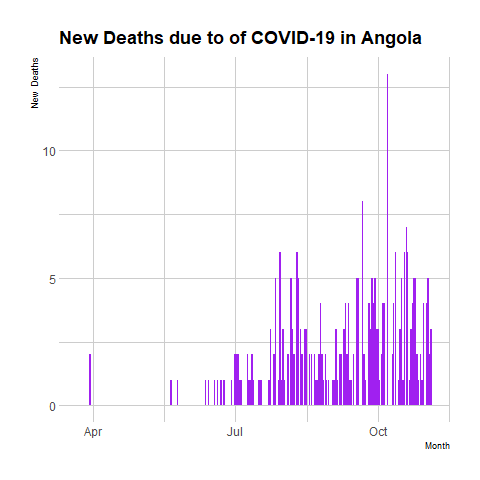 New Deaths due to of COVID-19 in Angola
New Deaths
10
5
0
Apr
Jul
Oct
Month